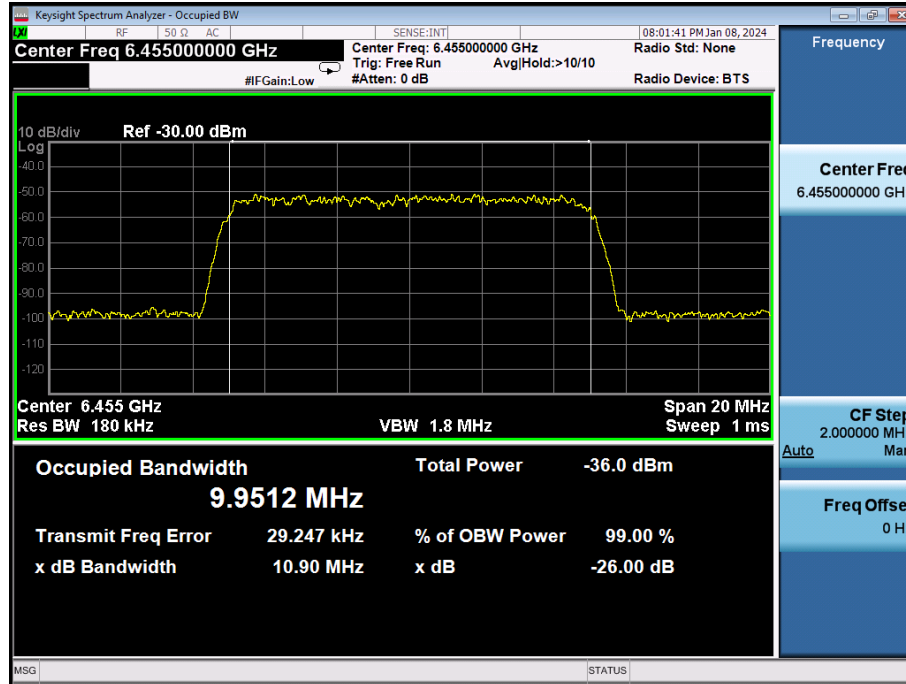 Keysight Spectrum Analyzer - Occupied BW
LXI RF 50 Ω AC SENSE:INT 08:01:41 PM Jan 08, 2024
Center Freq 6.455000000 GHz
Center Freq: 6.455000000 GHz
Radio Std: None
Trig: Free Run Avg|Hold:>10/10
#IFGain:Low #Atten: 0 dB Radio Device: BTS
10 dB/div Ref -30.00 dBm
Log
-40.0
-50.0
-60.0
-70.0
-80.0
-90.0
-100
-110
-120
Center 6.455 GHz Span 20 MHz
Res BW 180 kHz VBW 1.8 MHz Sweep 1 ms
Occupied Bandwidth Total Power -36.0 dBm
9.9512 MHz
Transmit Freq Error 29.247 kHz % of OBW Power 99.00 %
x dB Bandwidth 10.90 MHz x dB -26.00 dB
MSG STATUS
Frequency
Center Fre
6.455000000 GH
CF Step
2.000000 MH
Auto Ma
Freq Offse
0 H